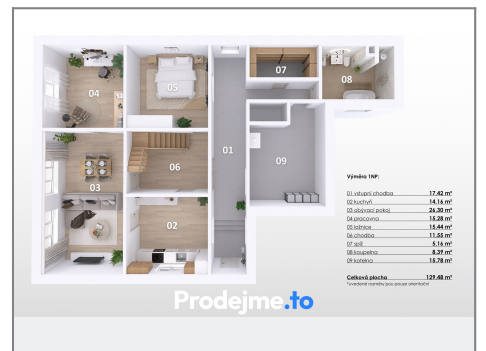 04
05
07
08
01
09
06
03
02
Výměra 1NP:
01 vstupní chodba 17,42 m²
02 kuchyň 14,16 m²
03 obývací pokoj 26,30 m²
04 pracovna 15,28 m²
05 ložnice 15,44 m²
06 chodba 11,55 m²
07 spíž 5,16 m²
08 koupelna 8,39 m²
09 kotelna 15,78 m²
Celková plocha 129,48 m²
*uvedené rozměry jsou pouze orientační
Prodejme.to